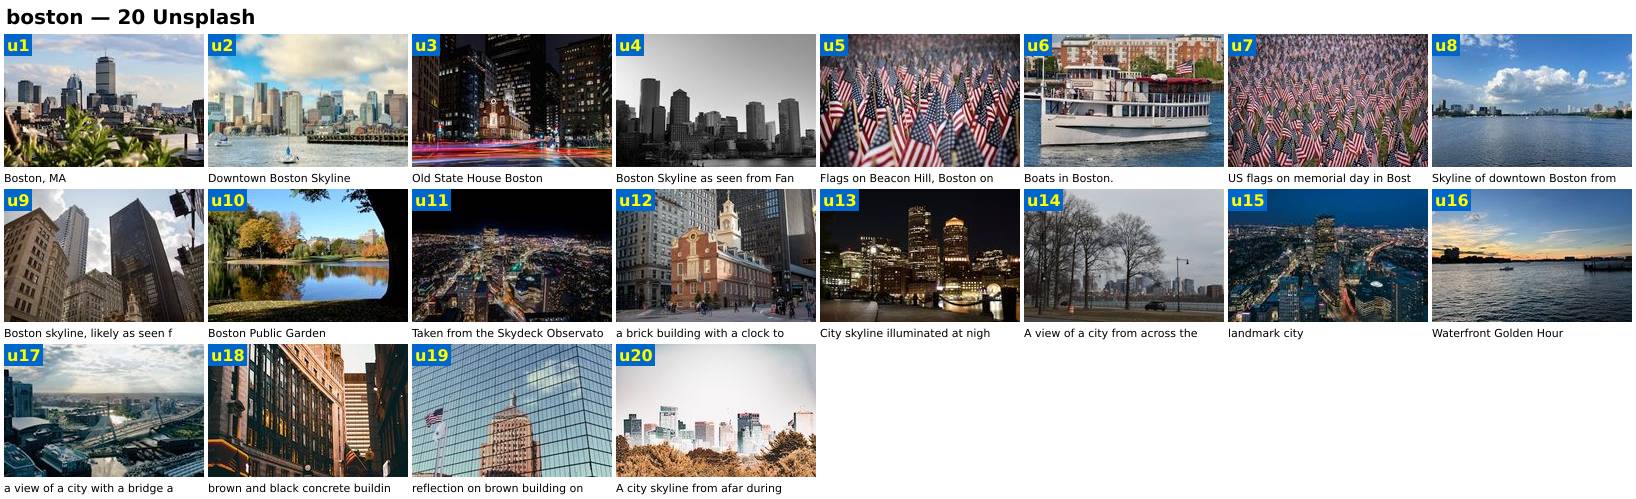 boston — 20 Unsplash
u1
u2
u3
u4
u5
u6
u7
u8
Boston, MA
Downtown Boston Skyline
Old State House Boston
Boston Skyline as seen from Fan
Flags on Beacon Hill, Boston on
Boats in Boston.
US flags on memorial day in Bost
Skyline of downtown Boston from
u9
u10
u11
u12
u13
u14
u15
u16
Boston skyline, likely as seen f
Boston Public Garden
Taken from the Skydeck Observato
a brick building with a clock to
City skyline illuminated at nigh
A view of a city from across the
landmark city
Waterfront Golden Hour
u17
u18
u19
u20
a view of a city with a bridge a
brown and black concrete buildin
reflection on brown building on
A city skyline from afar during